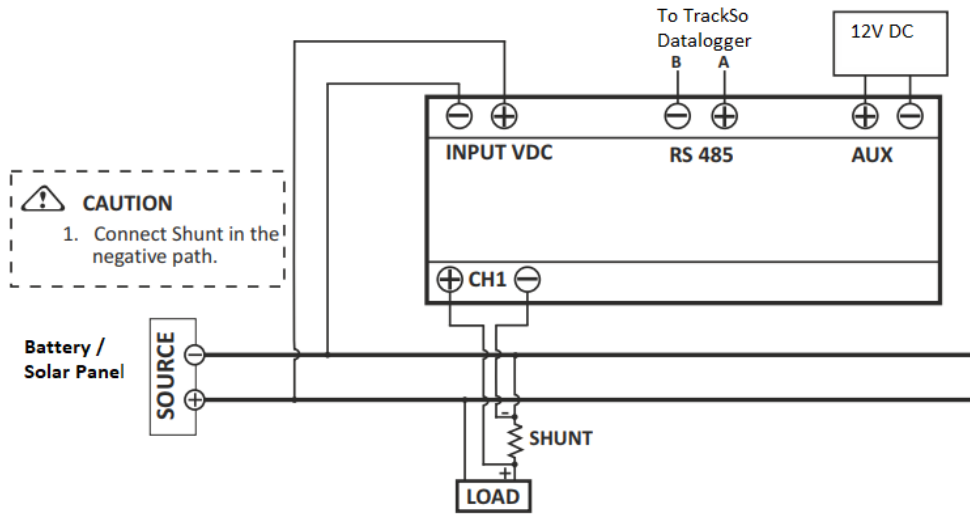 To TrackSo
Datalogger
B A
12V DC
− + − + + −
INPUT VDC RS 485 AUX
CAUTION
1. Connect Shunt in the
negative path.
+ CH1 −
Battery /
Solar Panel
SOURCE
−
+
-
SHUNT
+
LOAD